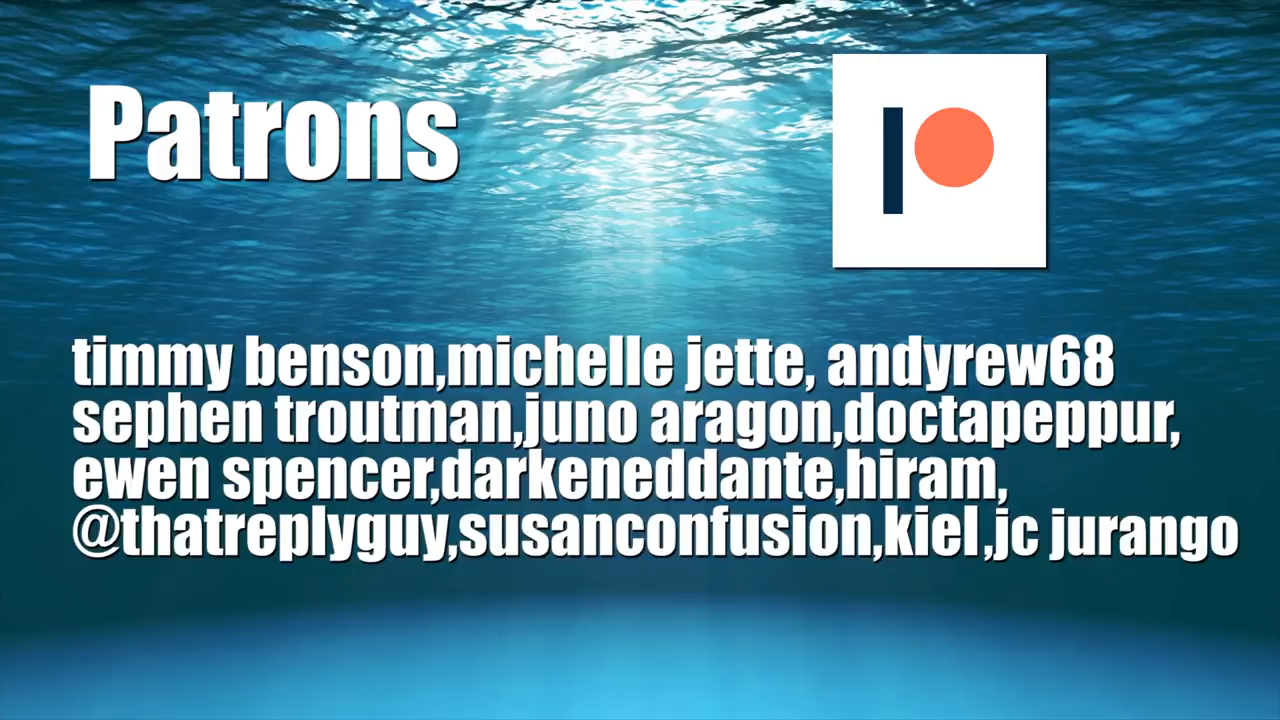 Patrons
timmy benson,michelle jette, andyrew68
sephen troutman,juno aragon,doctapeppur,
ewen spencer,darkeneddante,hiram,
@thatreplyguy,susanconfusion,kiel,jc jurango